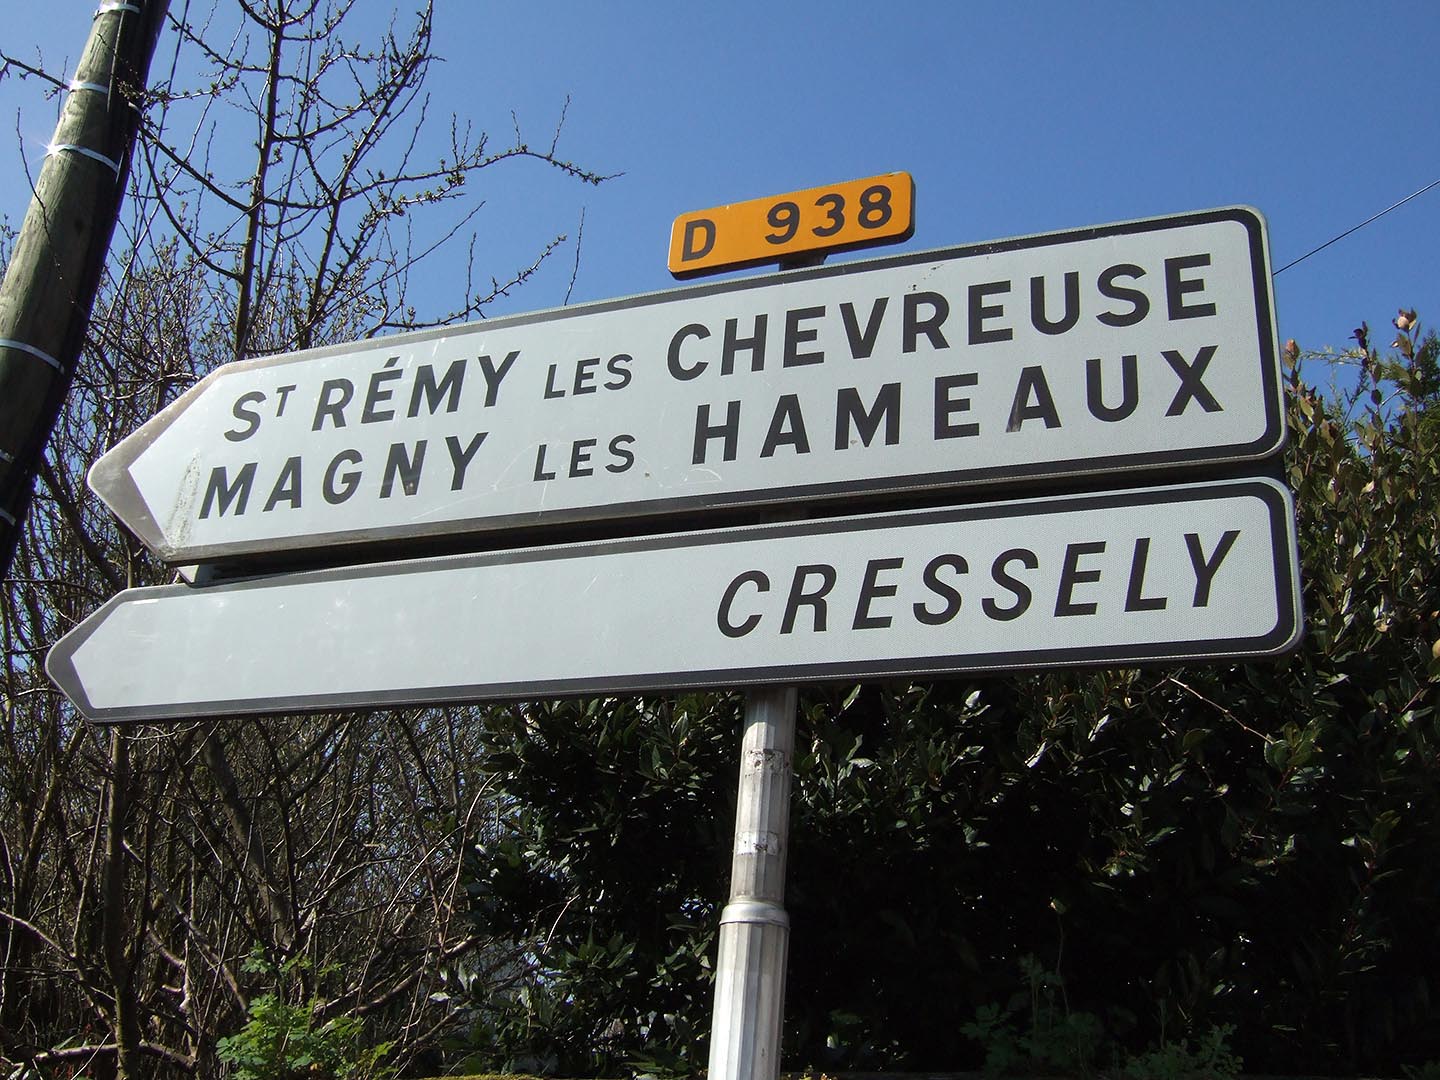 D 938
ST RÉMY LES CHEVREUSE
MAGNY LES HAMEAUX
CRESSELY